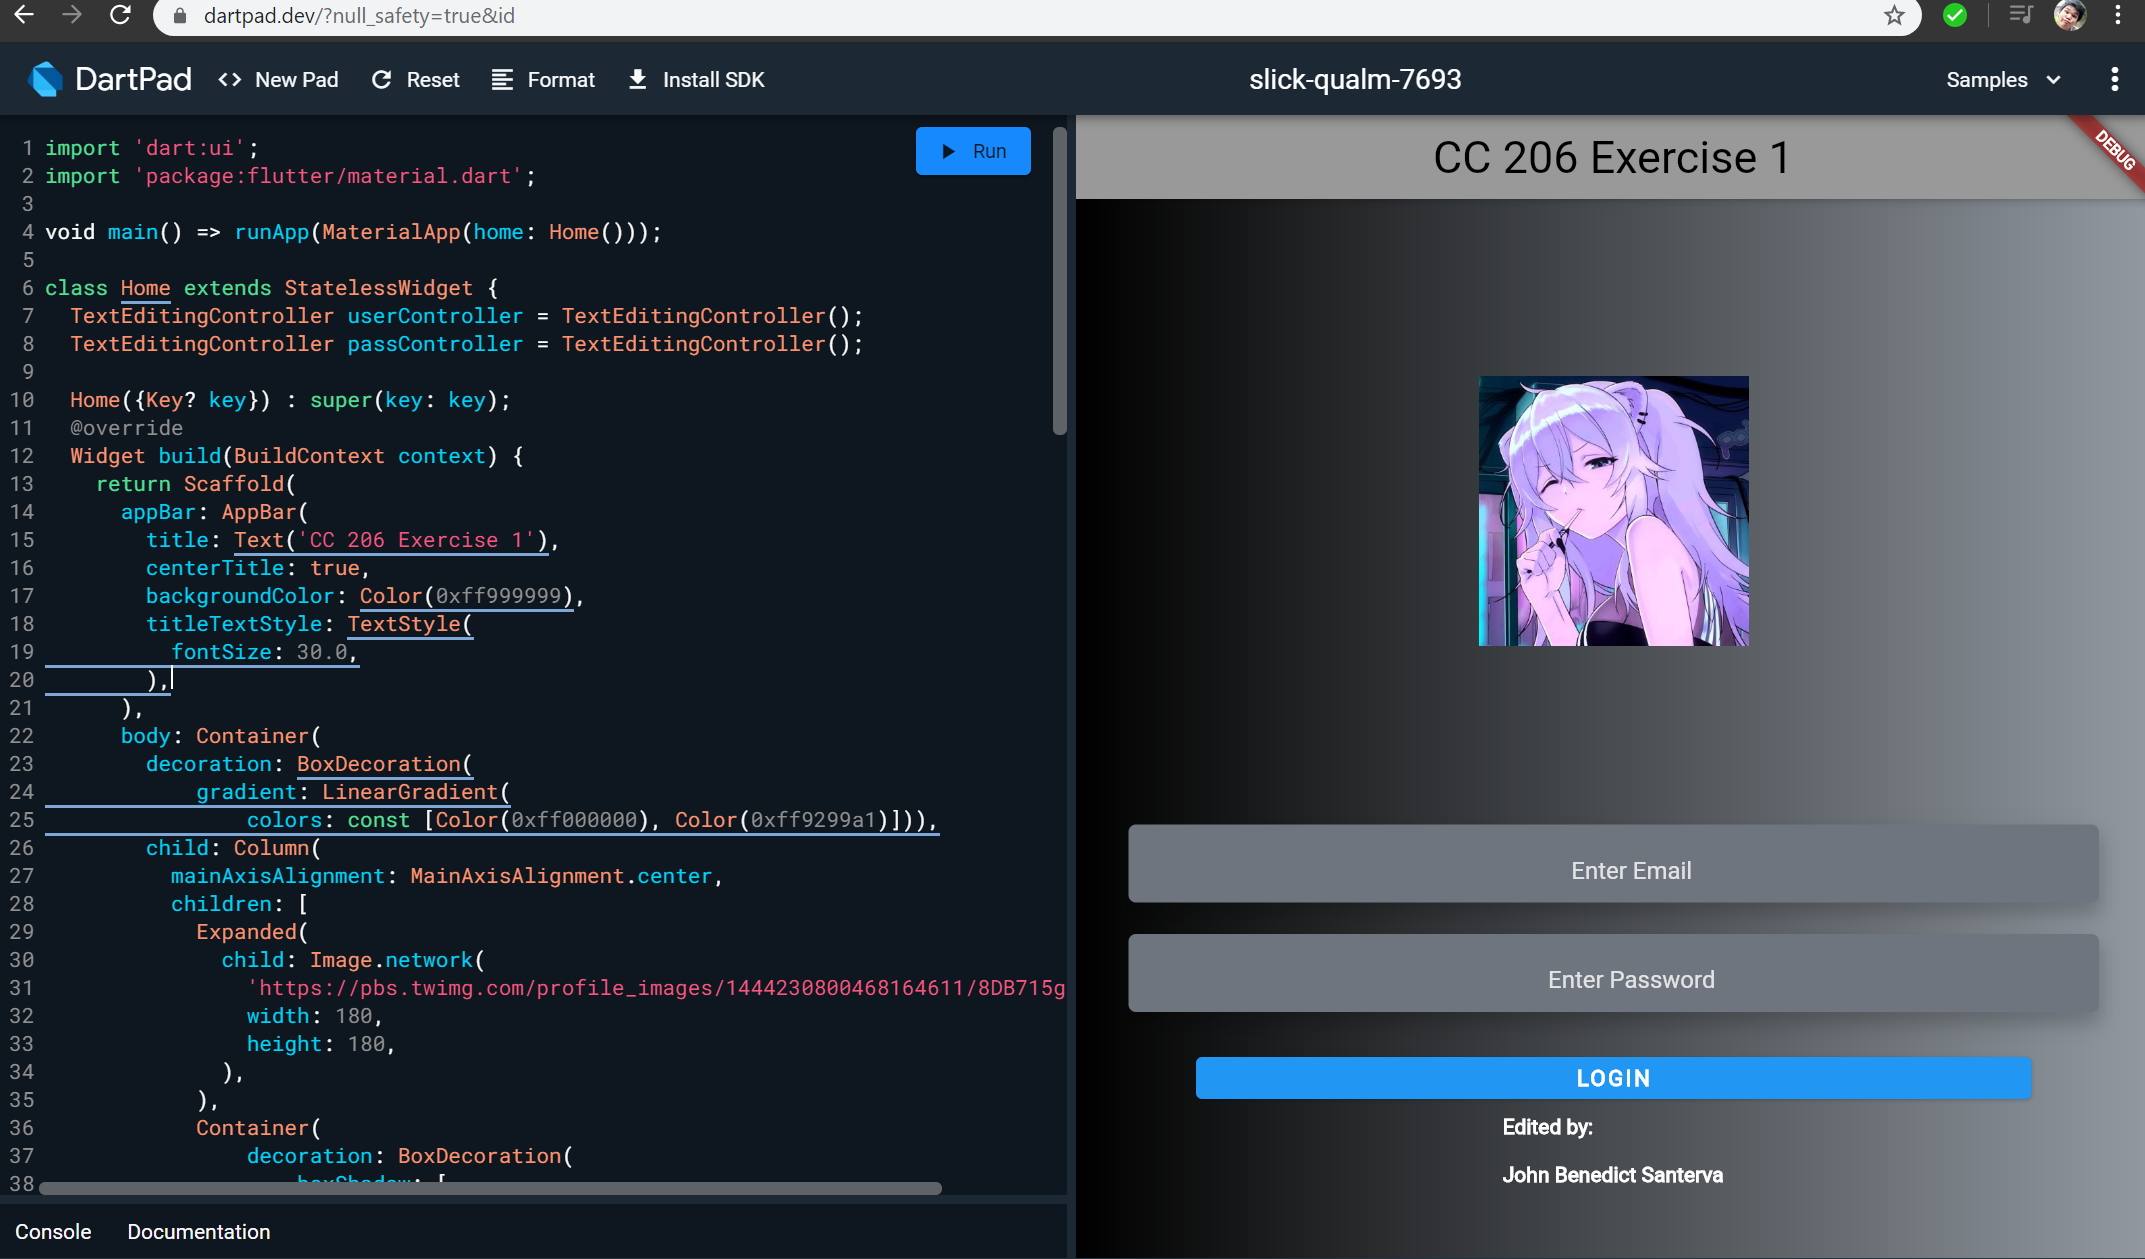 dartpad.dev/?null_safety=true&id
DartPad
<> New Pad
Reset
Format
Install SDK
slick-qualm-7693
Samples
1 import 'dart:ui';
2 import 'package:flutter/material.dart';
3
4 void main() => runApp(MaterialApp(home: Home()));
5
6 class Home extends StatelessWidget {
7 TextEditingController userController = TextEditingController();
8 TextEditingController passController = TextEditingController();
9
10 Home({Key? key}) : super(key: key);
11 @override
12 Widget build(BuildContext context) {
13 return Scaffold(
14 appBar: AppBar(
15 title: Text('CC 206 Exercise 1'),
16 centerTitle: true,
17 backgroundColor: Color(0xff999999),
18 titleTextStyle: TextStyle(
19 fontSize: 30.0,
20 ),
21 ),
22 body: Container(
23 decoration: BoxDecoration(
24 gradient: LinearGradient(
25 colors: const [Color(0xff000000), Color(0xff9299a1)])),
26 child: Column(
27 mainAxisAlignment: MainAxisAlignment.center,
28 children: [
29 Expanded(
30 child: Image.network(
31 'https://pbs.twimg.com/profile_images/1444230800468164611/8DB715g
32 width: 180,
33 height: 180,
34 ),
35 ),
36 Container(
37 decoration: BoxDecoration(
38 boxShadow: [
Run
Console
Documentation
CC 206 Exercise 1
DEBUG
Enter Email
Enter Password
LOGIN
Edited by:
John Benedict Santerva